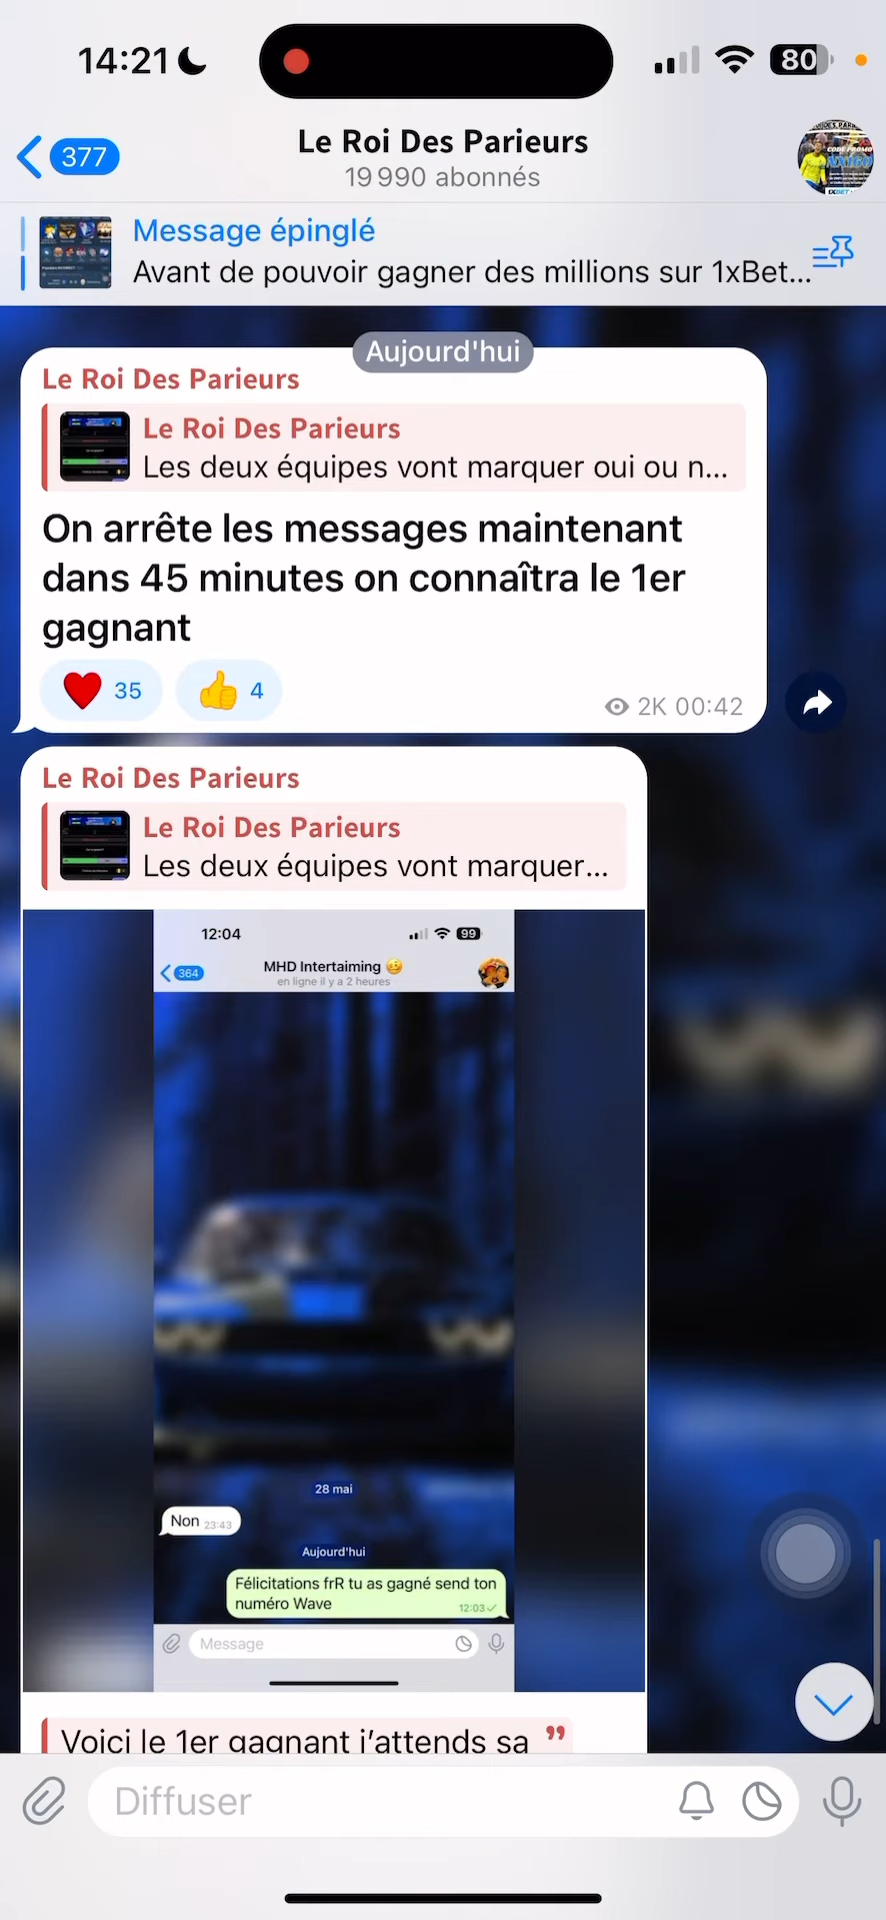 14:21
80
377
Le Roi Des Parieurs
19 990 abonnés
Message épinglé
Avant de pouvoir gagner des millions sur 1xBet...
Aujourd'hui
Le Roi Des Parieurs
Le Roi Des Parieurs
Les deux équipes vont marquer oui ou n...
On arrête les messages maintenant
dans 45 minutes on connaîtra le 1er
gagnant
35
4
2K 00:42
Le Roi Des Parieurs
Le Roi Des Parieurs
Les deux équipes vont marquer...
12:04
99
364
MHD Intertaiming
en ligne il y a 2 heures
28 mai
Non 23:43
Aujourd'hui
Félicitations frR tu as gagné send ton
numéro Wave
12:03
Message
Voici le 1er gagnant j'attends sa
Diffuser